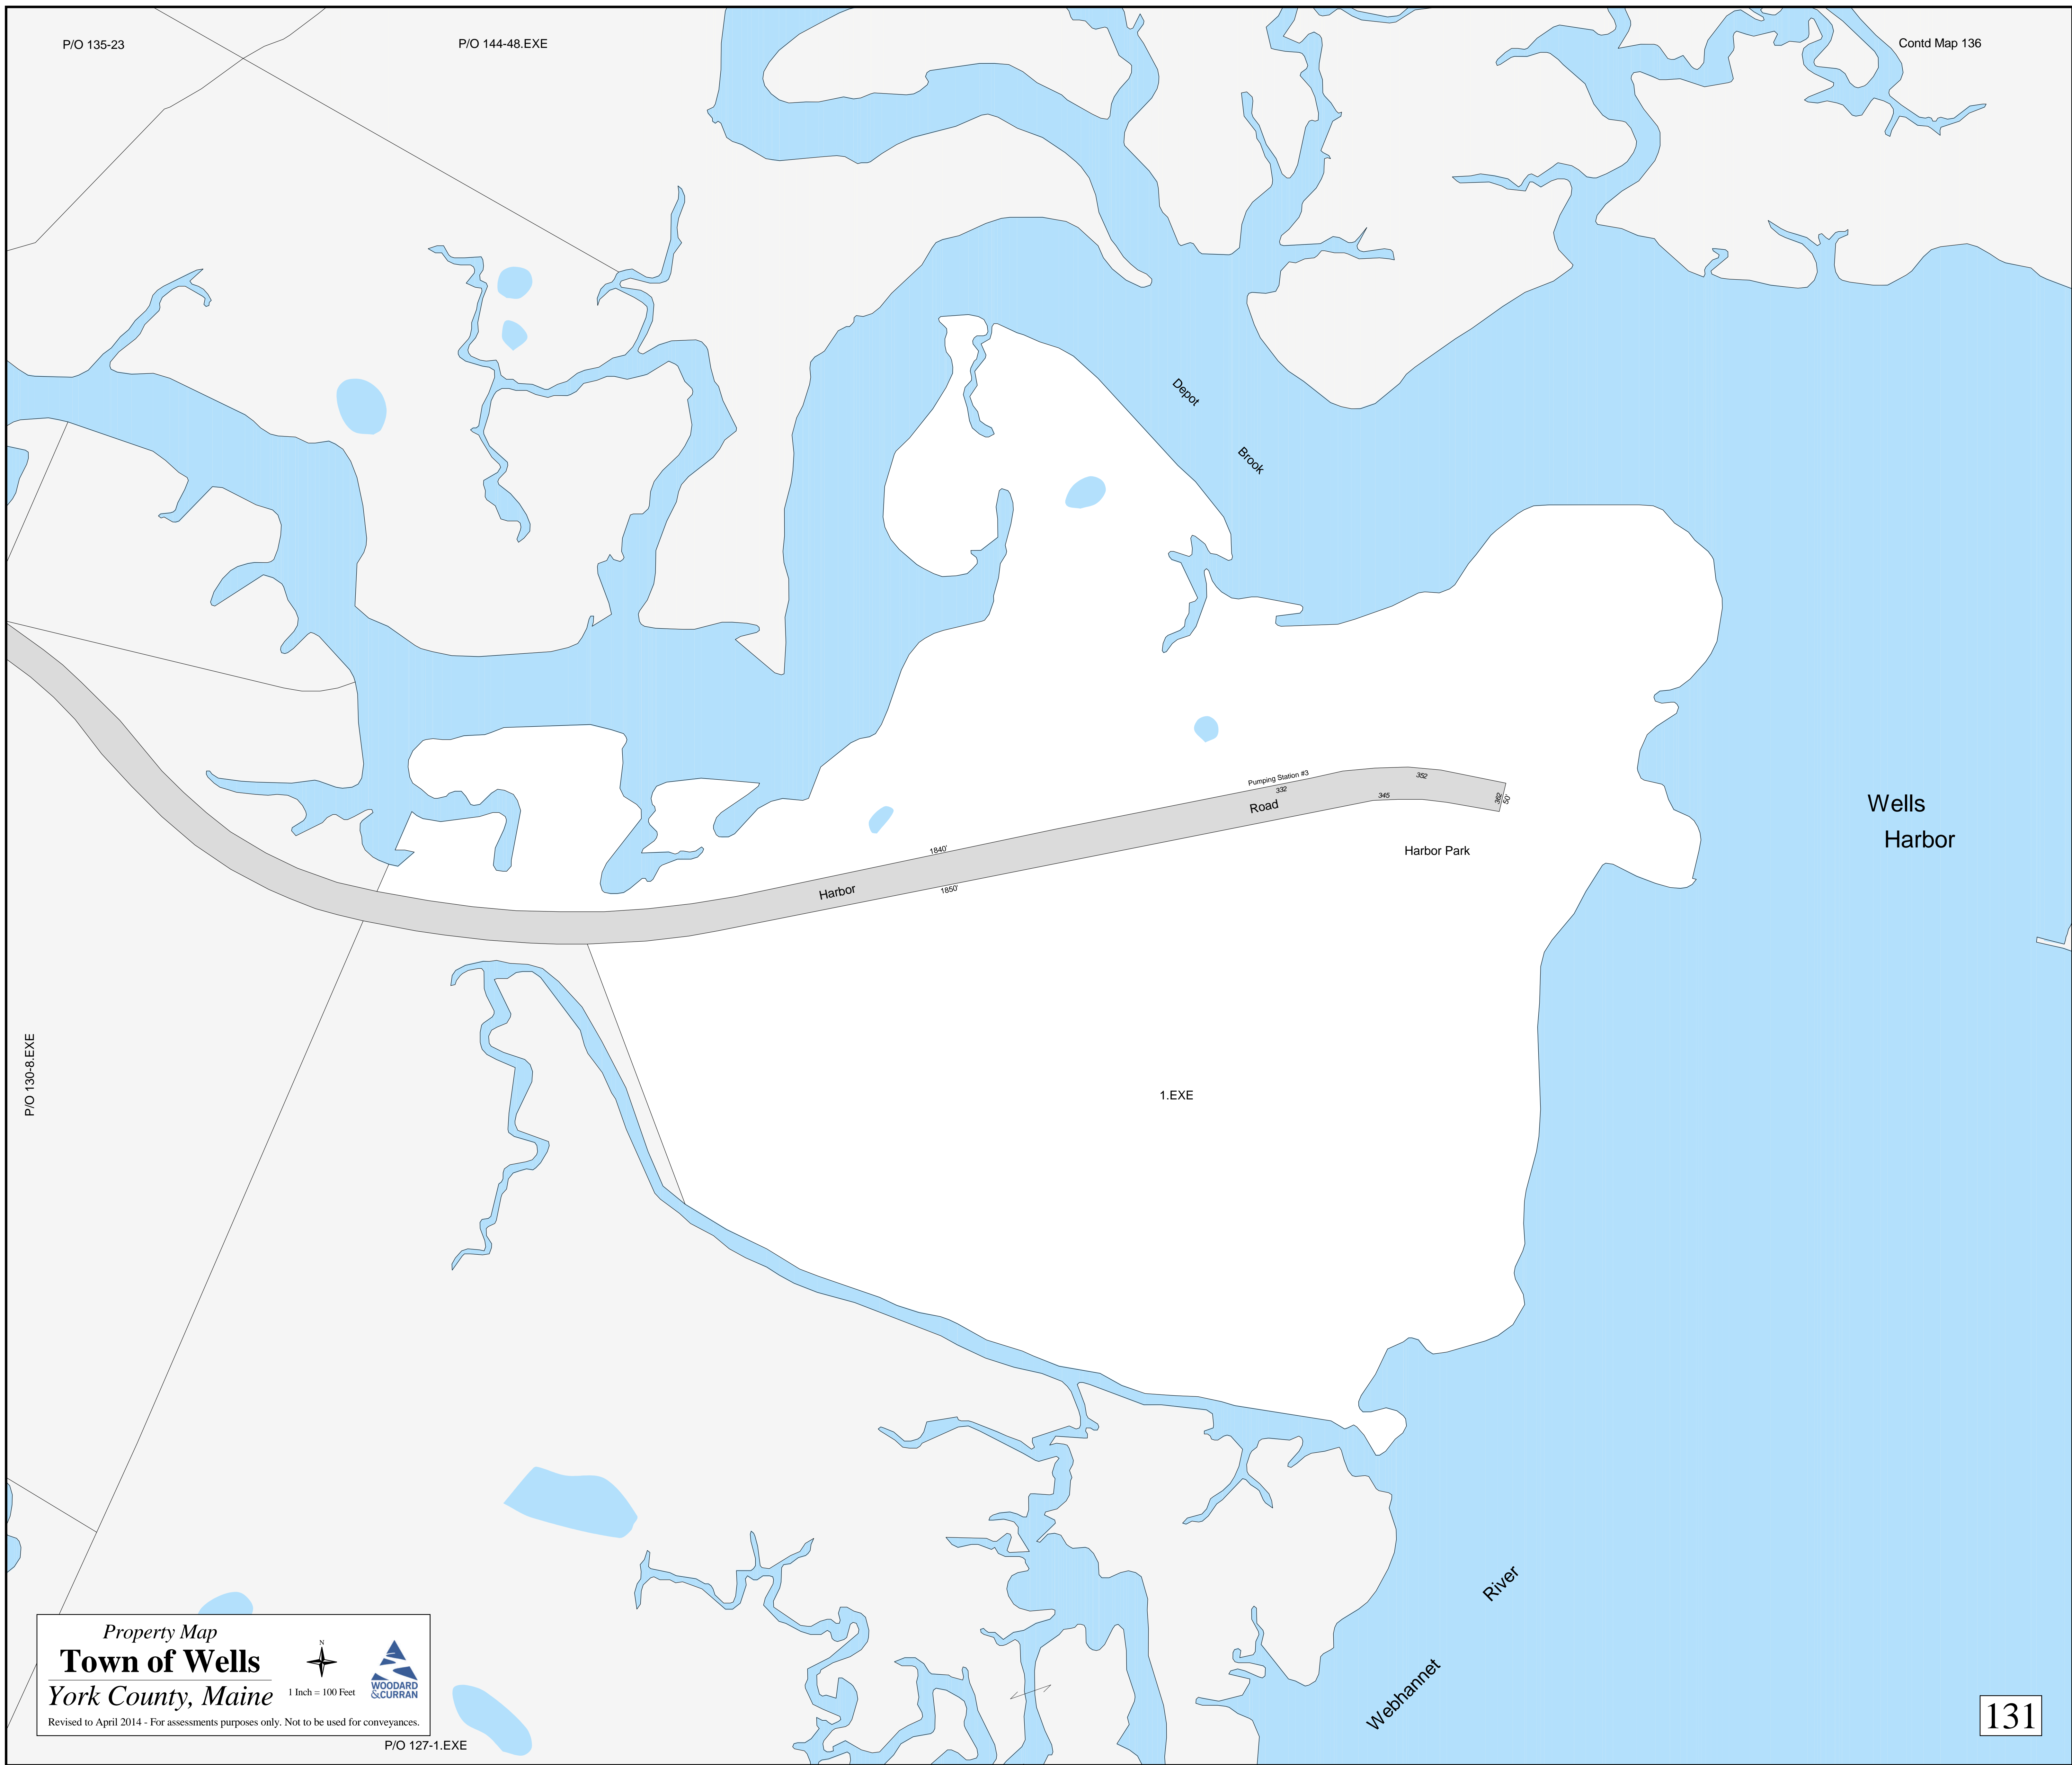 P/O 135-23
P/O 144-48.EXE
Contd Map 136
Depot
Brook
Pumping Station #3
332
352
345
362
50'
Road
Harbor Park
Wells
Harbor
1840'
Harbor
1850'
P/O 130-8.EXE
1.EXE
River
Webhannet
Property Map
Town of Wells
York County, Maine
N
1 Inch = 100 Feet
WOODARD
&CURRAN
Revised to April 2014 - For assessments purposes only. Not to be used for conveyances.
P/O 127-1.EXE
131